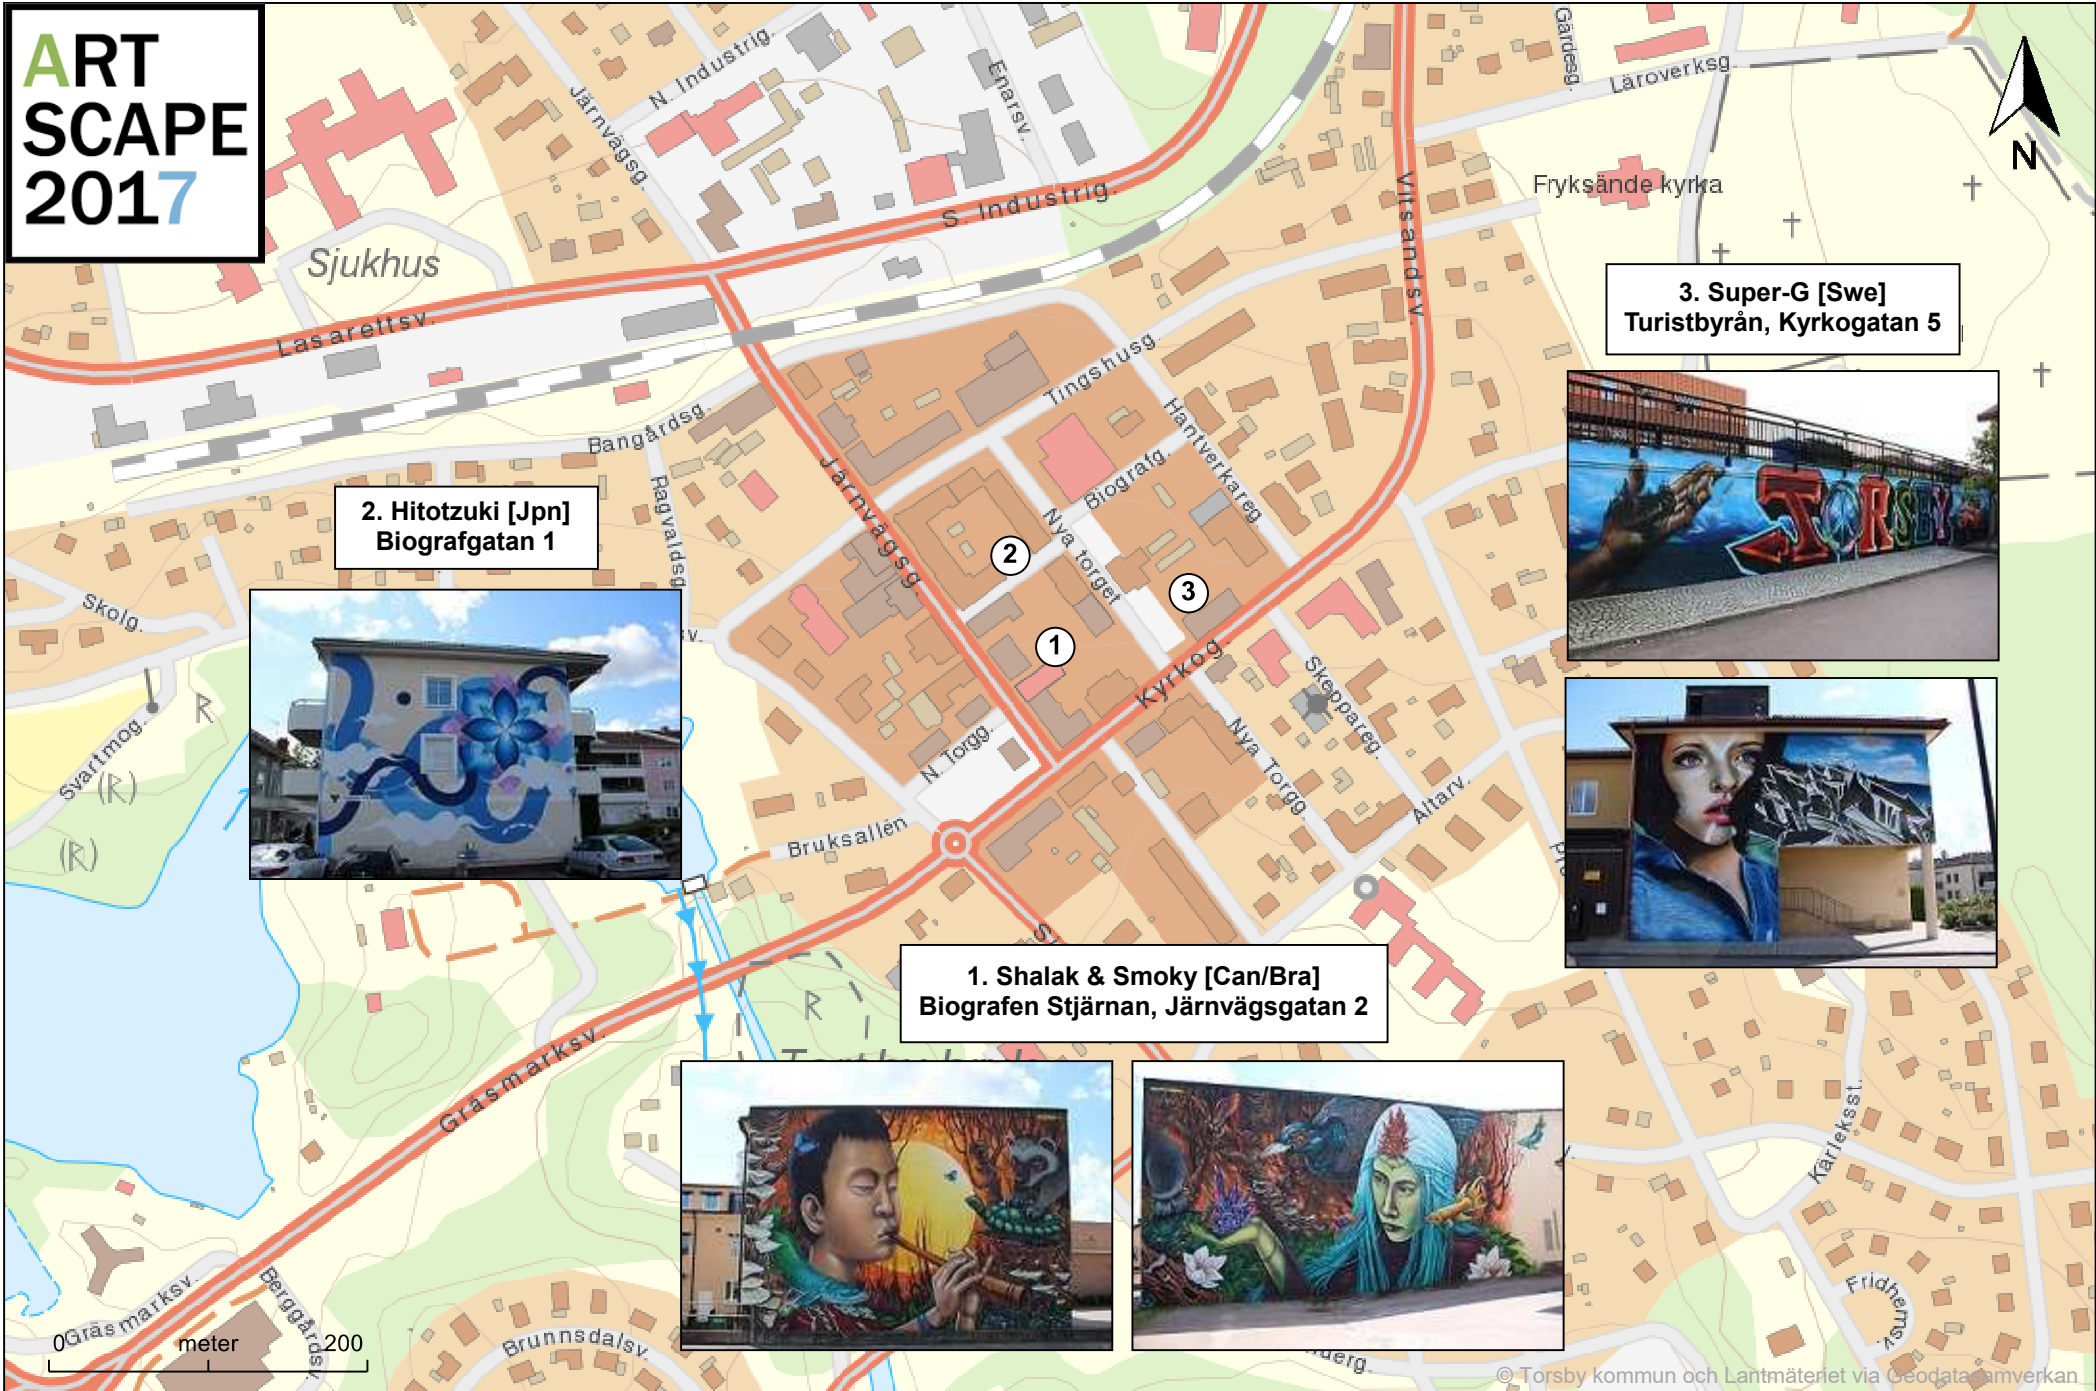 ART
SCAPE
2017
N. Industrig.
Järnvägsg.
Enarsv.
Gärdesg.
Läroverksg.
N
Fryksände kyrka
S. Industrig.
Vitsandsv.
Sjukhus
Lasarettsv.
3. Super-G [Swe]
Turistbyrån, Kyrkogatan 5
Tingshusg
Hantverkareg
Bangårdsg.
Järnvägsg.
Biografg.
TORSBY
Ragvaldsg.
2. Hitotzuki [Jpn]
Biografgatan 1
Nya torget
2
3
1
Skolg.
sv.
Kyrkog.
Skeppareg.
Svartmog.
R
(R)
(R)
N. Torgg.
Nya Torgg.
Altarv.
Bruksallén
1. Shalak & Smoky [Can/Bra]
Biografen Stjärnan, Järnvägsgatan 2
R
Gräsmarksv.
Kärleksst.
Gräsmarksv.
Berggårdsv.
Brunnsdalsv.
Fridhemsv.
0 meter 200
© Torsby kommun och Lantmäteriet via Geodatasamverkan